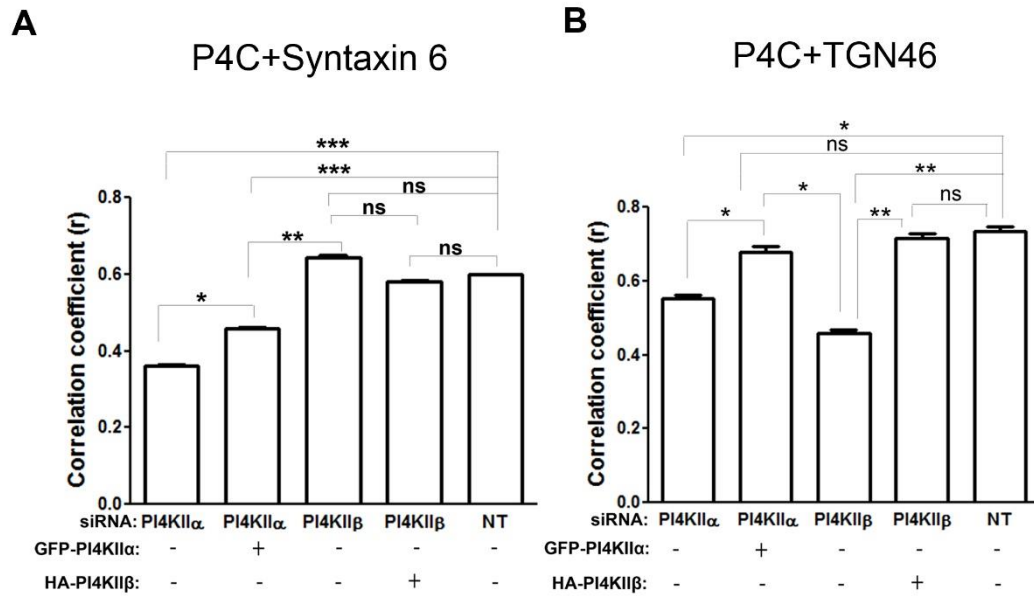 A
P4C+Syntaxin 6
***
***
ns
ns
**
ns
*
Correlation coefficient (r)
0.8
0.6
0.4
0.2
0.0
siRNA: PI4KIIα PI4KIIα PI4KIIβ PI4KIIβ NT
GFP-PI4KIIα: - + - - -
HA-PI4KIIβ: - - - + -
B
P4C+TGN46
*
ns
**
*
ns
*
**
Correlation coefficient (r)
0.8
0.6
0.4
0.2
0.0
siRNA: PI4KIIα PI4KIIα PI4KIIβ PI4KIIβ NT
GFP-PI4KIIα: - + - - -
HA-PI4KIIβ: - - - + -